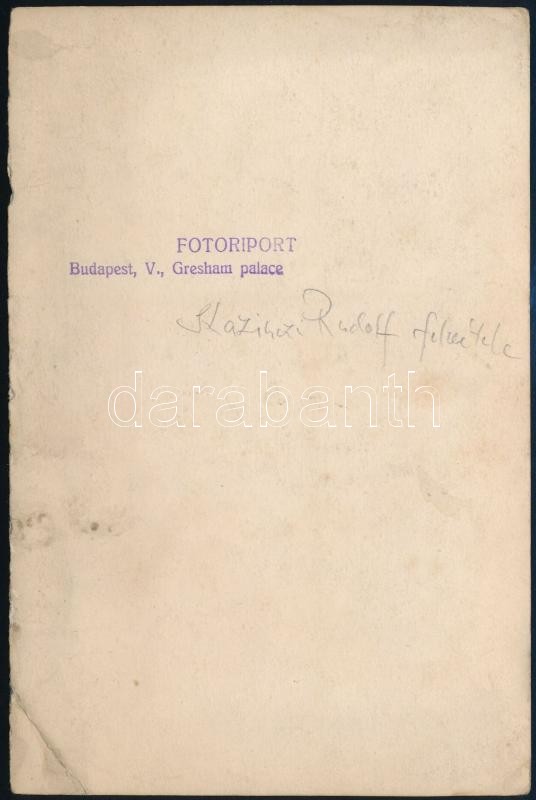 FOTORIPORT
Budapest, V., Gresham palace
Rudolf felvétele
darabanth